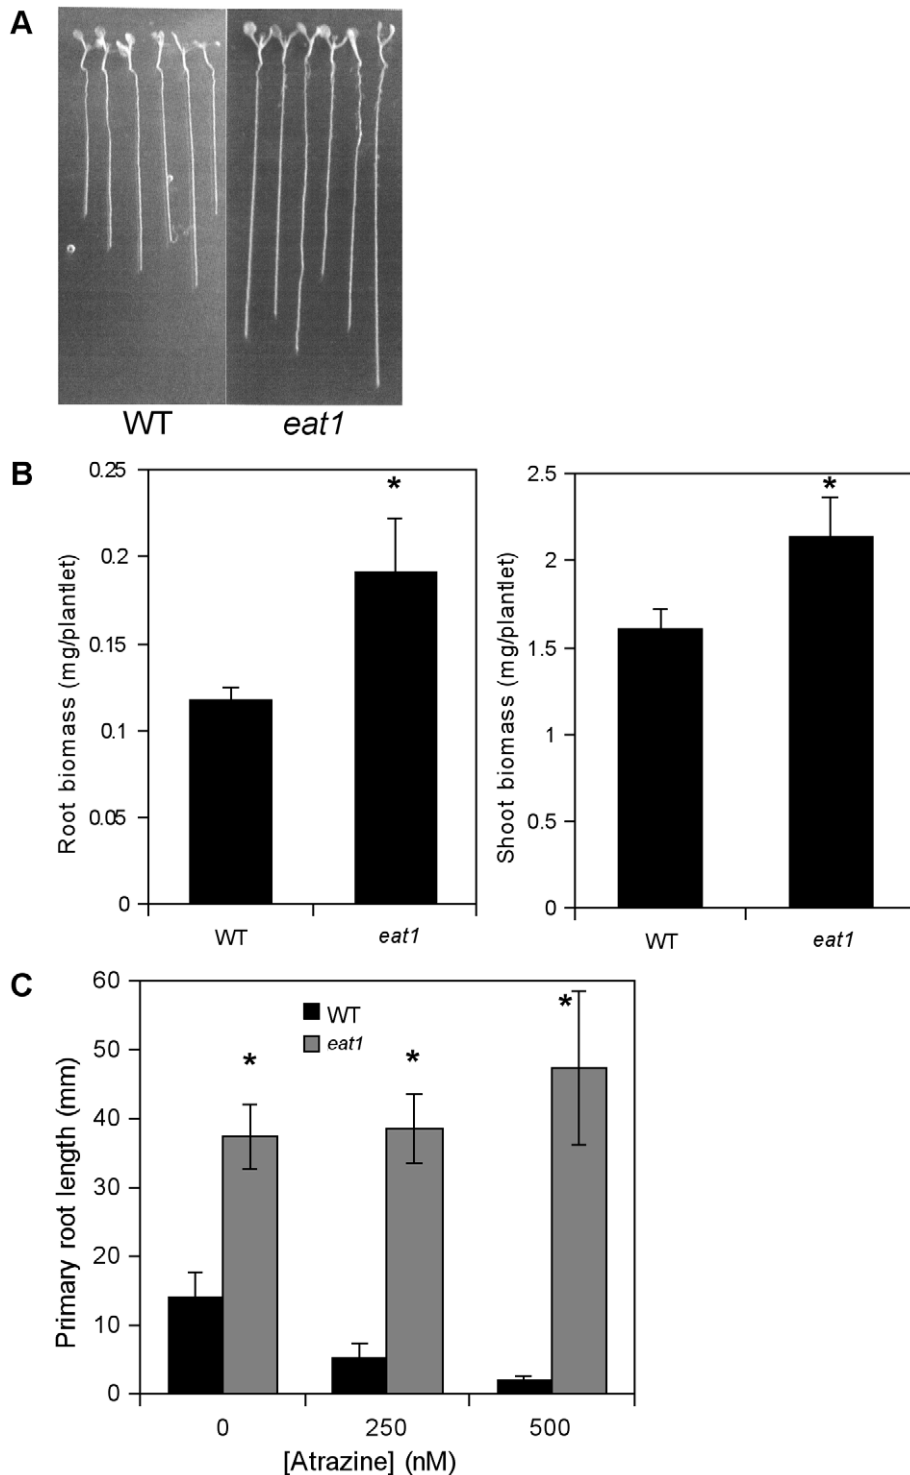 A
WT eat1
B
Root biomass (mg/plantlet)
0.25
0.2
0.15
0.1
0.05
0
*
WT eat1
Shoot biomass (mg/plantlet)
2.5
2
1.5
1
0.5
0
*
WT eat1
C
Primary root length (mm)
60
50
40
30
20
10
0
WT
eat1
* * *
0 250 500
[Atrazine] (nM)